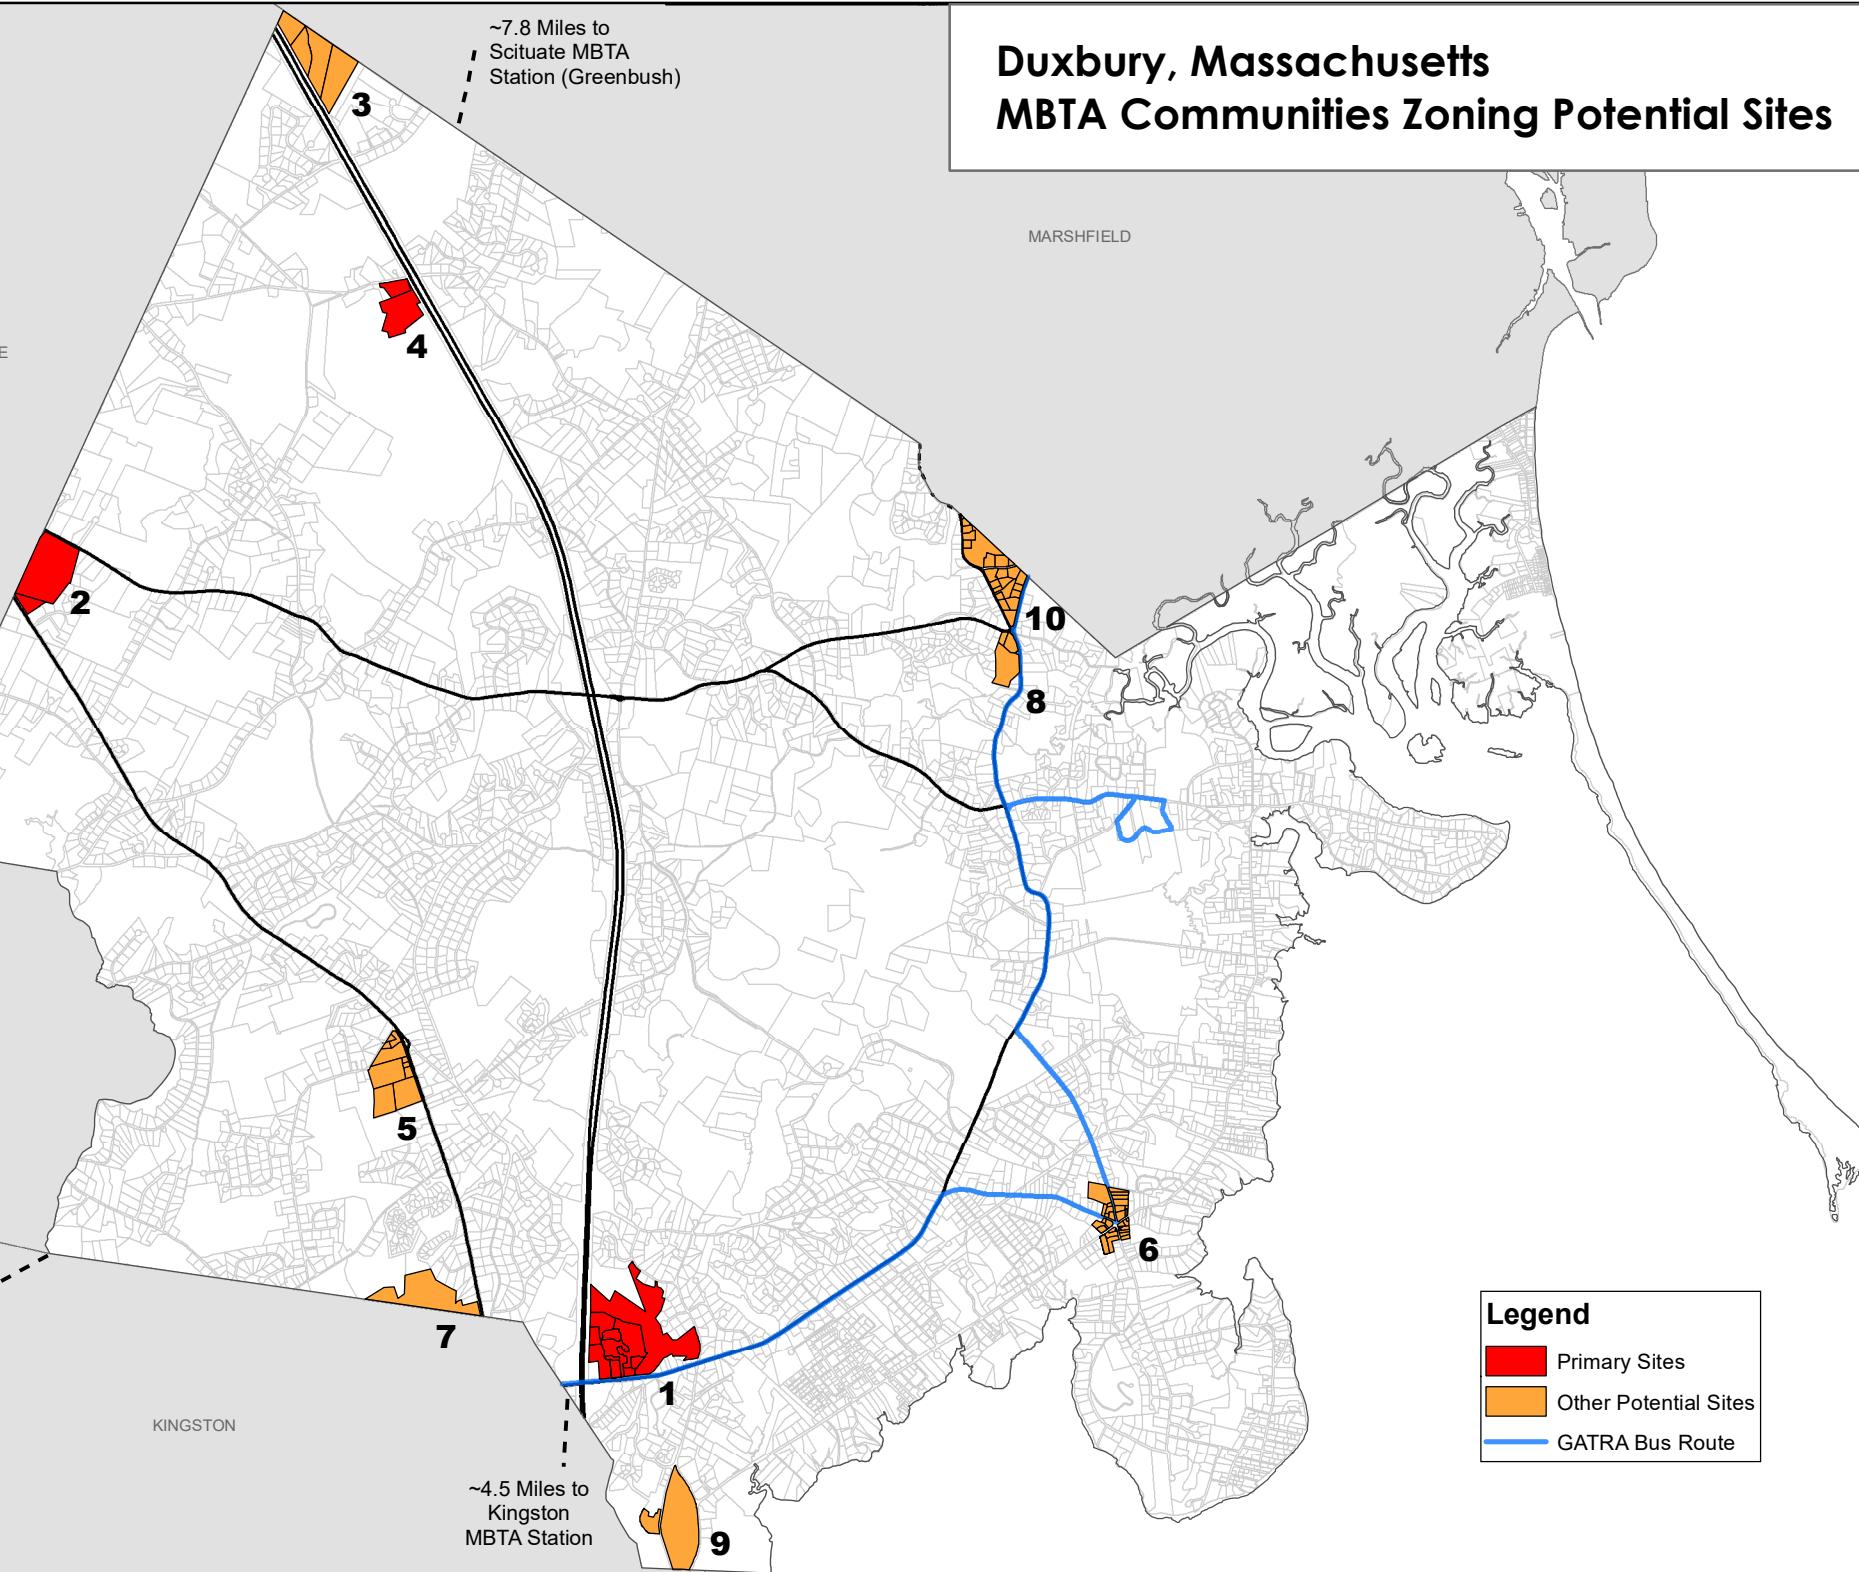 ~7.8 Miles to
Scituate MBTA
Station (Greenbush)
Duxbury, Massachusetts
MBTA Communities Zoning Potential Sites
3
MARSHFIELD
4
E
2
10
8
5
6
7
1
KINGSTON
~4.5 Miles to
Kingston
MBTA Station
9
Legend
Primary Sites
Other Potential Sites
GATRA Bus Route